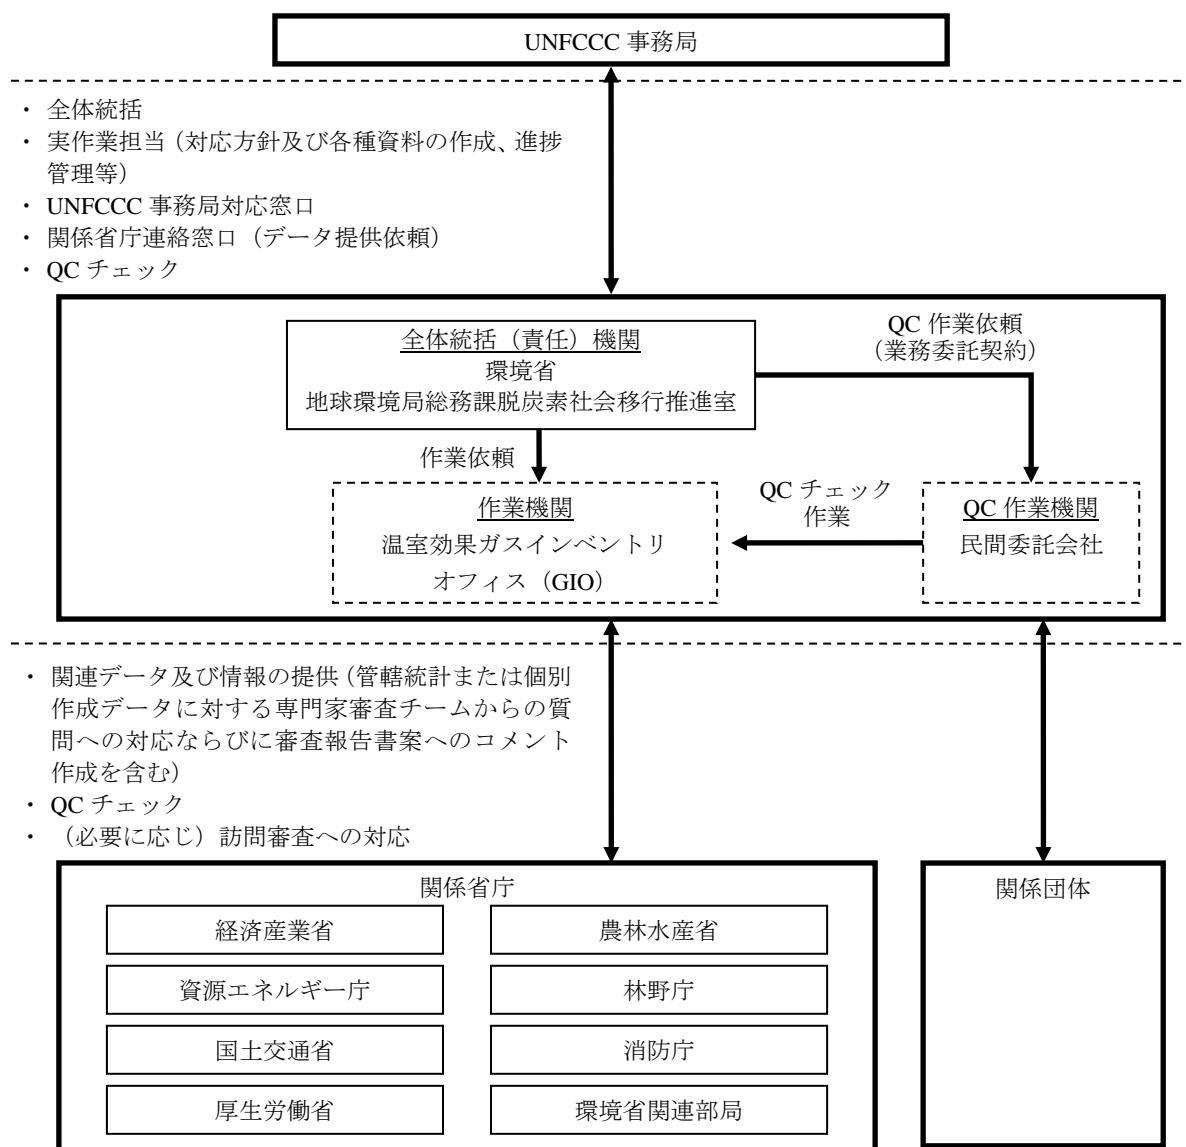 UNFCCC 事務局
・ 全体統括
・ 実作業担当（対応方針及び各種資料の作成、進捗
管理等）
・ UNFCCC 事務局対応窓口
・ 関係省庁連絡窓口（データ提供依頼）
・ QC チェック
全体統括（責任）機関
環境省
地球環境局総務課脱炭素社会移行推進室
QC 作業依頼
（業務委託契約）
作業依頼
作業機関
温室効果ガスインベントリ
オフィス（GIO）
QC チェック
作業
QC 作業機関
民間委託会社
・ 関連データ及び情報の提供（管轄統計または個別
作成データに対する専門家審査チームからの質
問への対応ならびに審査報告書案へのコメント
作成を含む）
・ QC チェック
・ （必要に応じ）訪問審査への対応
関係省庁
経済産業省
農林水産省
資源エネルギー庁
林野庁
国土交通省
消防庁
厚生労働省
環境省関連部局
関係団体